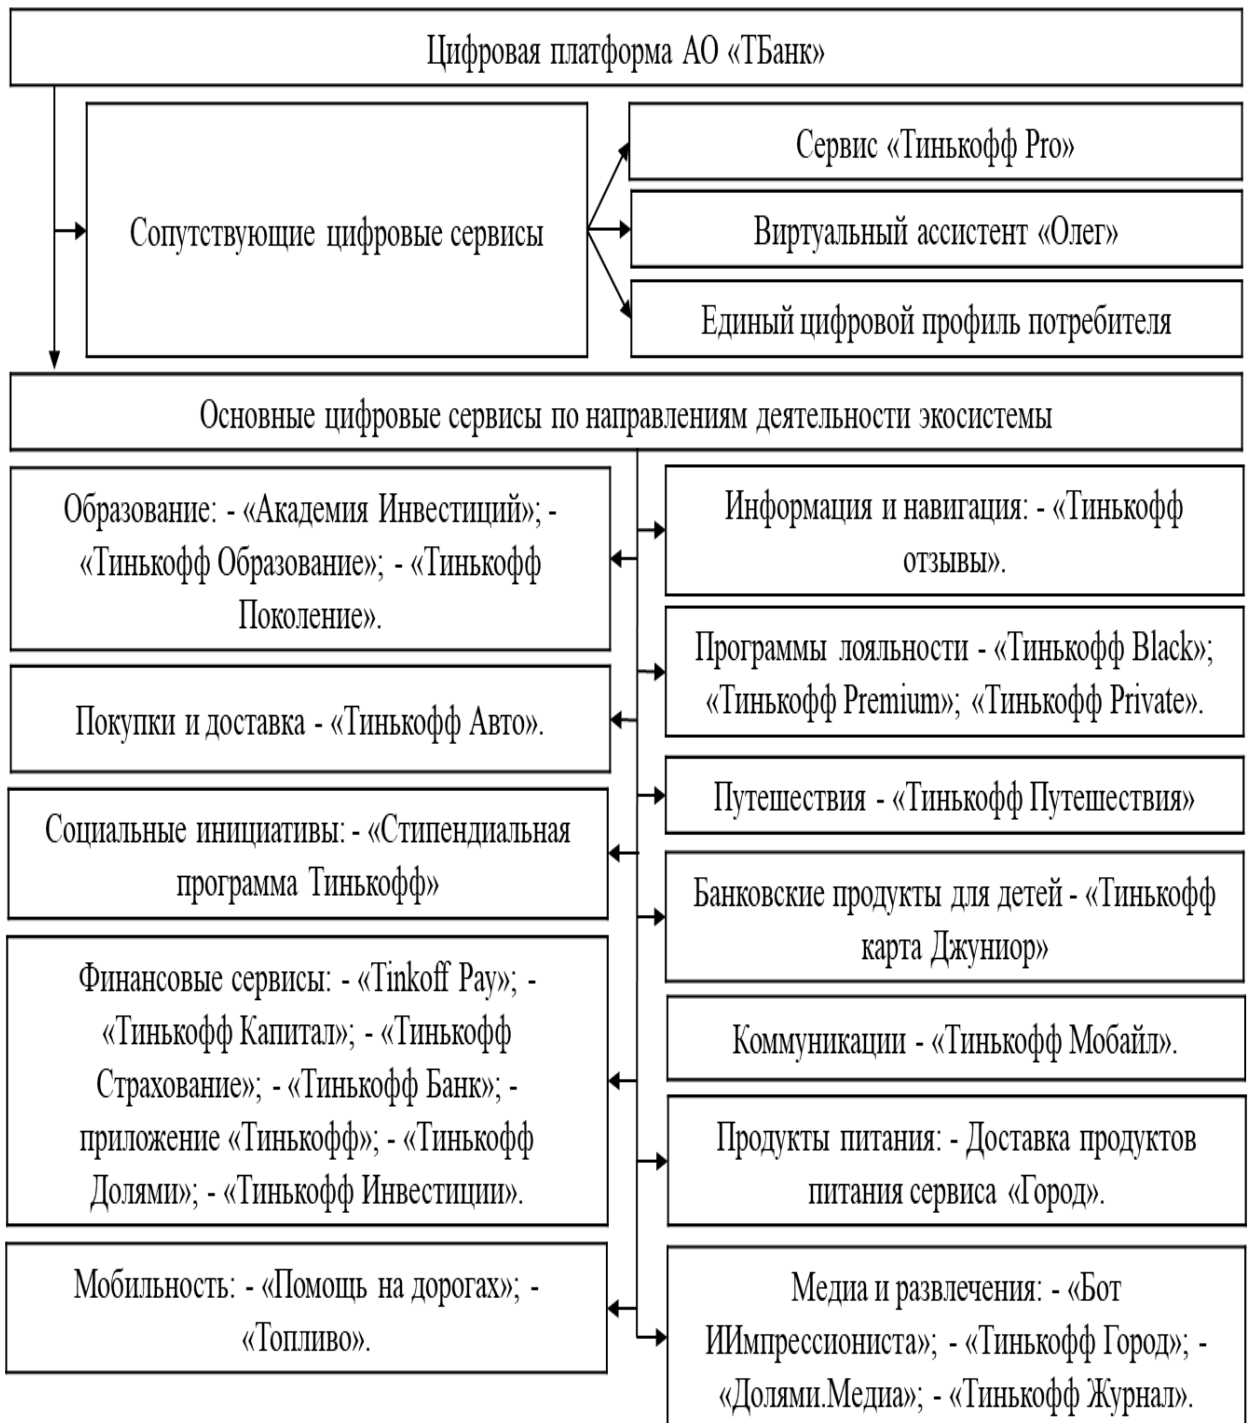 Цифровая платформа АО «ТБанк»
Сопутствующие цифровые сервисы
Сервис «Тинькофф Pro»
Виртуальный ассистент «Олег»
Единый цифровой профиль потребителя
Основные цифровые сервисы по направлениям деятельности экосистемы
Образование: - «Академия Инвестиций»; -
«Тинькофф Образование»; - «Тинькофф
Поколение».
Покупки и доставка - «Тинькофф Авто».
Социальные инициативы: - «Стипендиальная
программа Тинькофф»
Финансовые сервисы: - «Tinkoff Pay»; -
«Тинькофф Капитал»; - «Тинькофф
Страхование»; - «Тинькофф Банк»; -
приложение «Тинькофф»; - «Тинькофф
Долями»; - «Тинькофф Инвестиции».
Мобильность: - «Помощь на дорогах»; -
«Топливо».
Информация и навигация: - «Тинькофф
отзывы».
Программы лояльности - «Тинькофф Black»;
«Тинькофф Premium»; «Тинькофф Private».
Путешествия - «Тинькофф Путешествия»
Банковские продукты для детей - «Тинькофф
карта Джуниор»
Коммуникации - «Тинькофф Мобайл».
Продукты питания: - Доставка продуктов
питания сервиса «Город».
Медиа и развлечения: - «Бот
ИИмпрессиониста»; - «Тинькофф Город»; -
«Долями.Медиа»; - «Тинькофф Журнал».